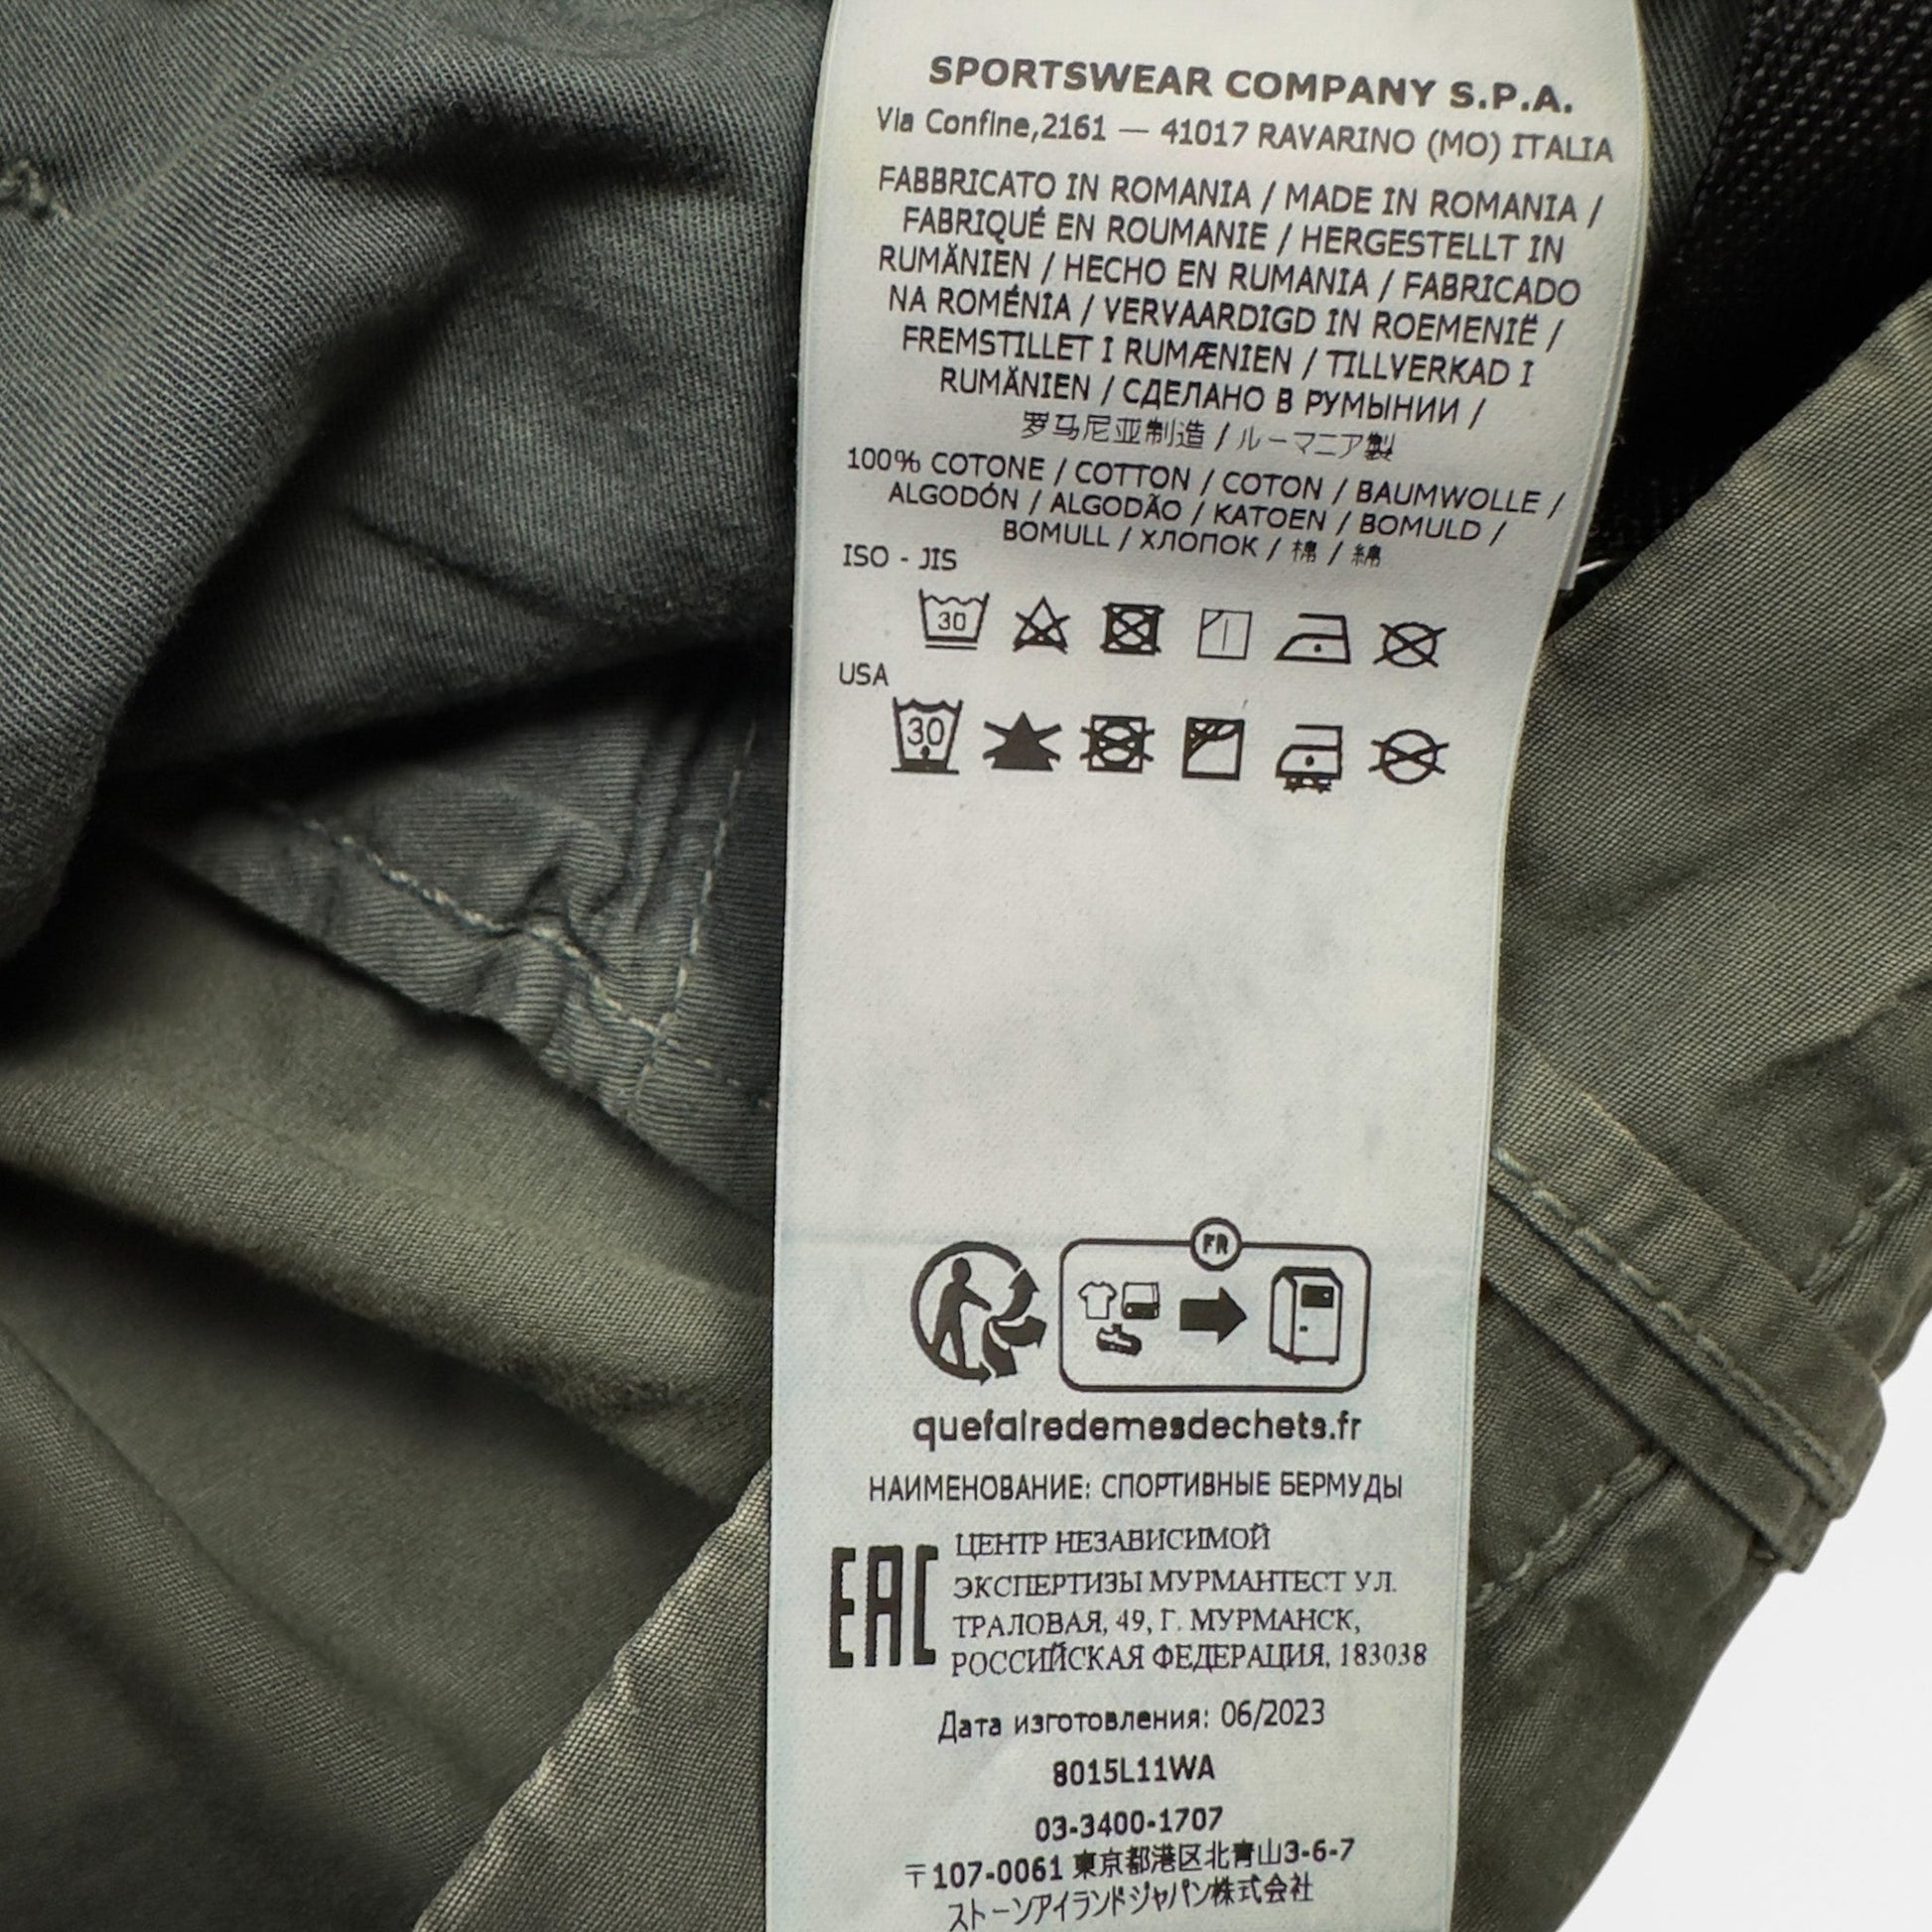 SPORTSWEAR COMPANY S.P.A.
Via Confine,2161 — 41017 RAVARINO (MO) ITALIA
FABBRICATO IN ROMANIA / MADE IN ROMANIA /
FABRIQUÉ EN ROUMANIE / HERGESTELLT IN
RUMÄNIEN / HECHO EN RUMANIA / FABRICADO
NA ROMÉNIA / VERVAARDIGD IN ROEMENIË /
FREMSTILLET I RUMÆNIEN / TILLVERKAD I
RUMÄNIEN / СДЕЛАНО В РУМЫНИИ /
罗马尼亚制造 / ルーマニア製
100% COTONE / COTTON / COTON / BAUMWOLLE /
ALGODÓN / ALGODÃO / KATOEN / BOMULD /
BOMULL / ХЛОПОК / 棉 / 綿
ISO - JIS
30
USA
30
FR
quefairedemesdechets.fr
НАИМЕНОВАНИЕ: СПОРТИВНЫЕ БЕРМУДЫ
EAC
ЦЕНТР НЕЗАВИСИМОЙ
ЭКСПЕРТИЗЫ МУРМАНТЕСТ УЛ.
ТРАЛОВАЯ, 49, Г. МУРМАНСК,
РОССИЙСКАЯ ФЕДЕРАЦИЯ, 183038
Дата изготовления: 06/2023
8015L11WA
03-3400-1707
〒107-0061 東京都港区北青山3-6-7
ストーンアイランドジャパン株式会社